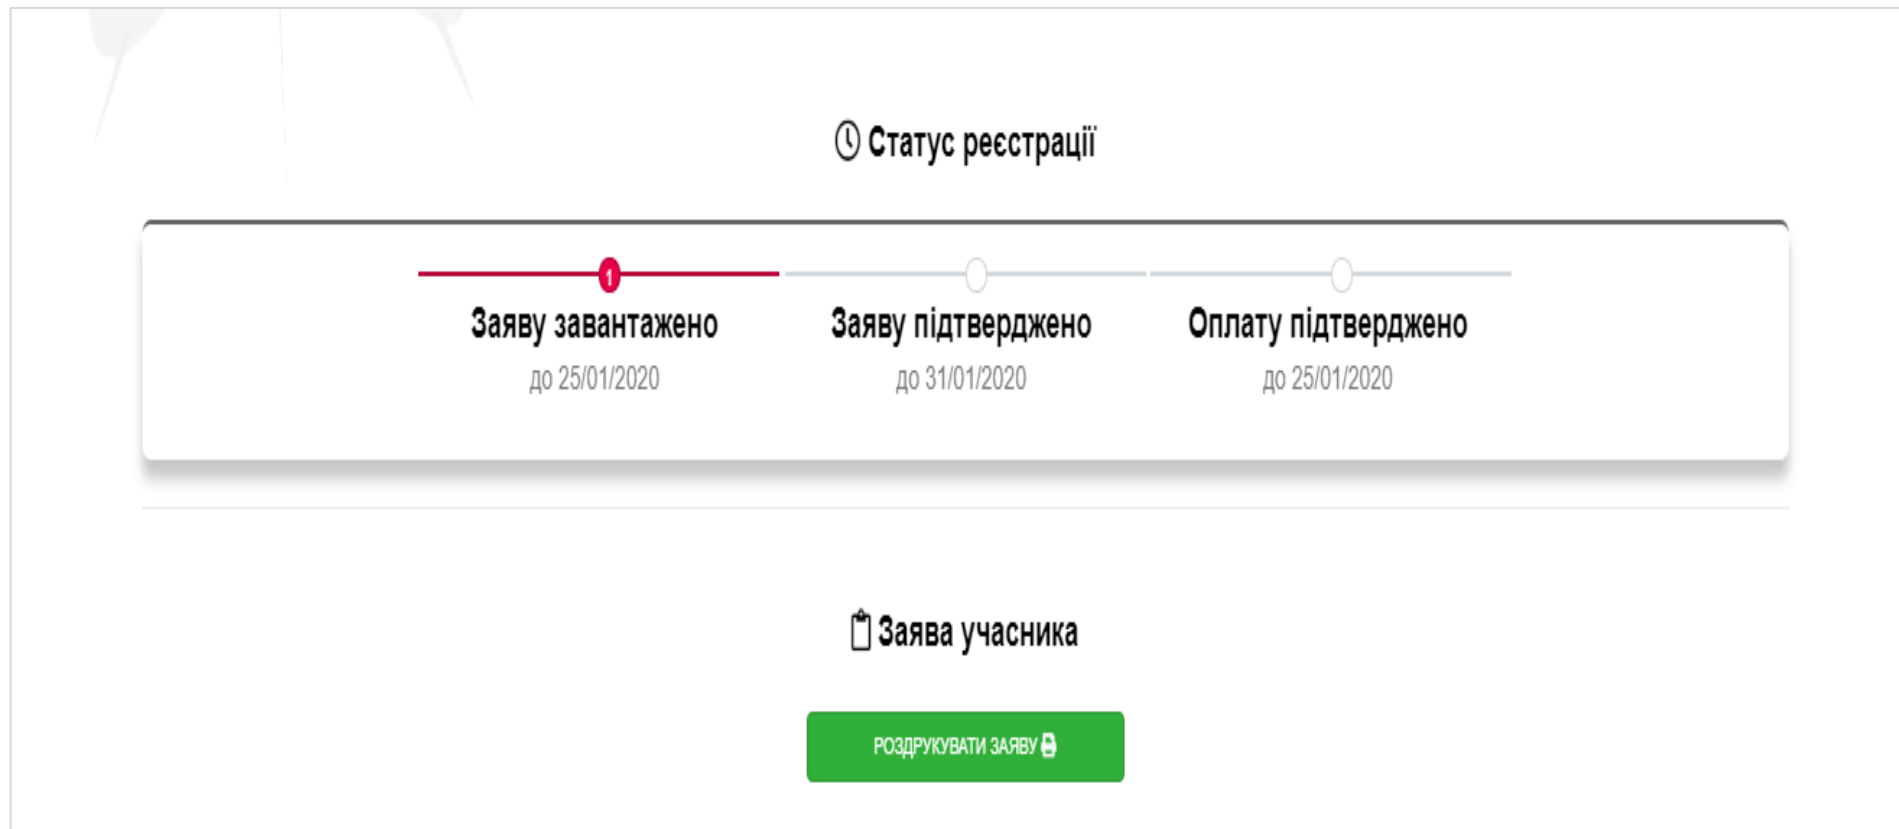 Статус реєстрації
1
Заяву завантажено
до 25/01/2020
Заяву підтверджено
до 31/01/2020
Оплату підтверджено
до 25/01/2020
Заява учасника
РОЗДРУКУВАТИ ЗАЯВУ